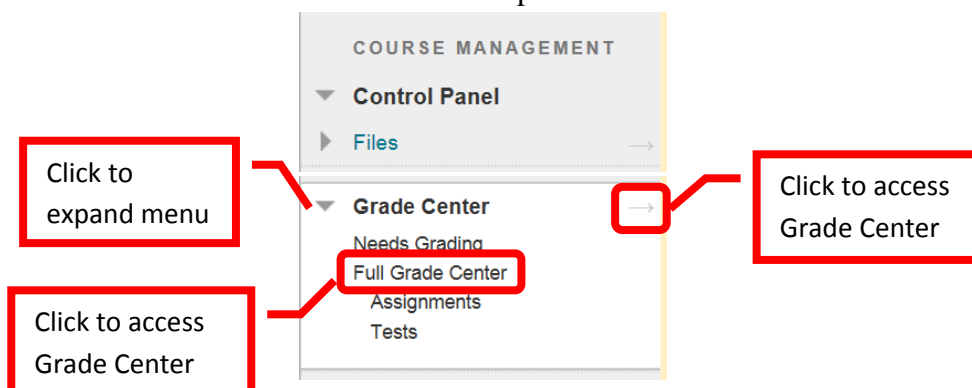 COURSE MANAGEMENT
Control Panel
Files
Click to
expand menu
Grade Center
Click to access
Grade Center
Needs Grading
Full Grade Center
Assignments
Tests
Click to access
Grade Center